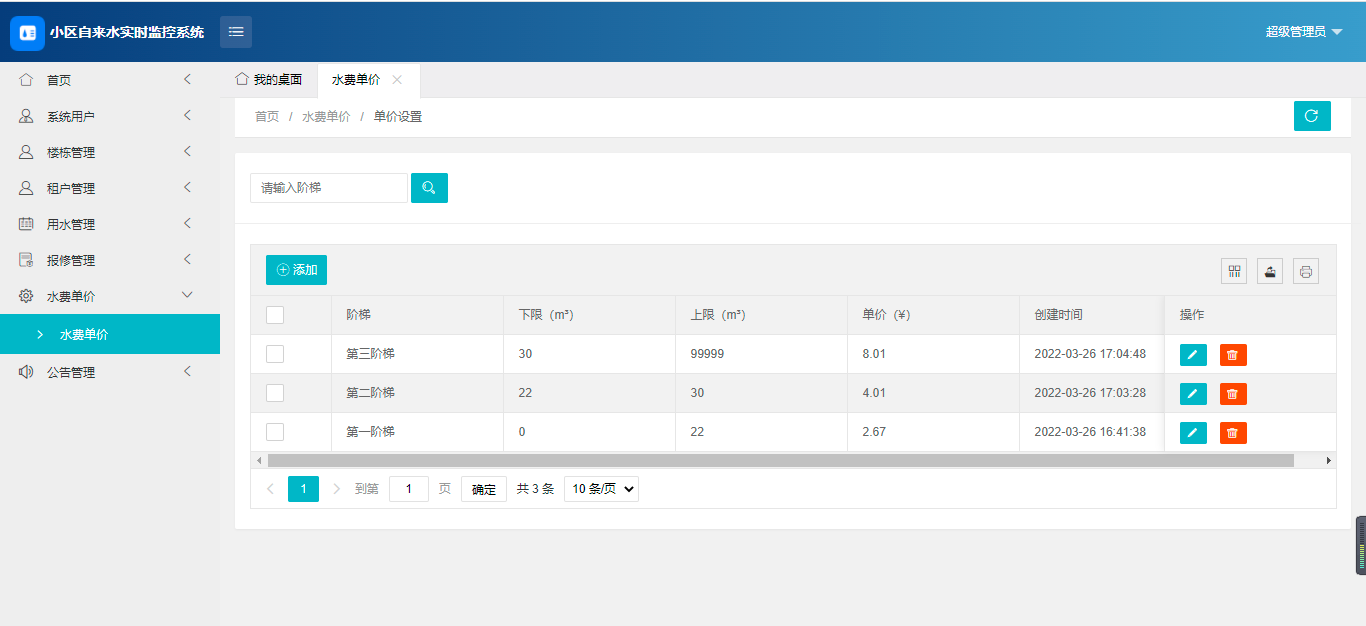 小区自来水实时监控系统
超级管理员
首页
系统用户
楼栋管理
租户管理
用水管理
报修管理
水费单价
水费单价
公告管理
我的桌面
水费单价
首页 / 水费单价 / 单价设置
请输入阶梯
添加
阶梯 下限（m³） 上限（m³） 单价（¥） 创建时间 操作
第三阶梯 30 99999 8.01 2022-03-26 17:04:48
第二阶梯 22 30 4.01 2022-03-26 17:03:28
第一阶梯 0 22 2.67 2022-03-26 16:41:38
1 到第 1 页 确定 共 3 条 10 条/页